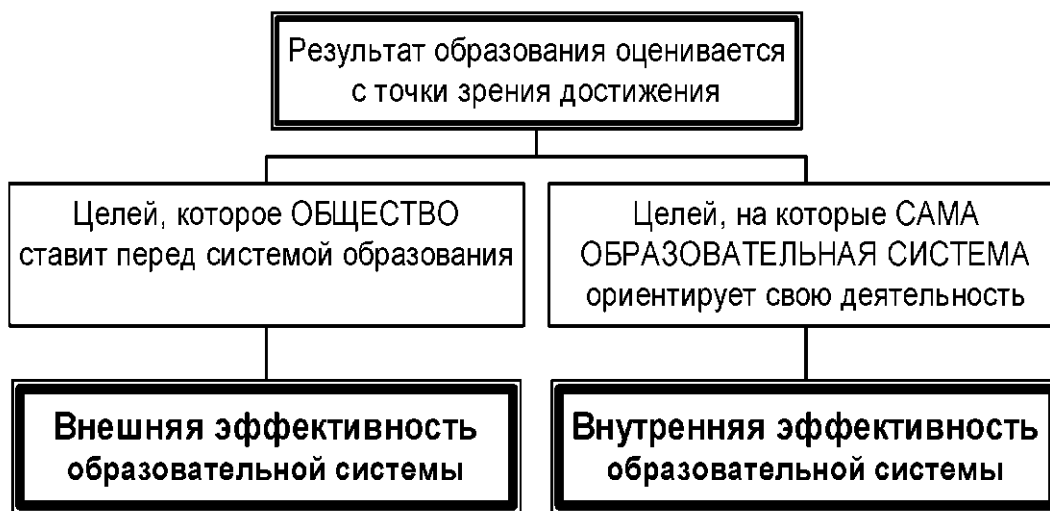 Результат образования оценивается
с точки зрения достижения
Целей, которое ОБЩЕСТВО
ставит перед системой образования
Целей, на которые САМА
ОБРАЗОВАТЕЛЬНАЯ СИСТЕМА
ориентирует свою деятельность
Внешняя эффективность
образовательной системы
Внутренняя эффективность
образовательной системы